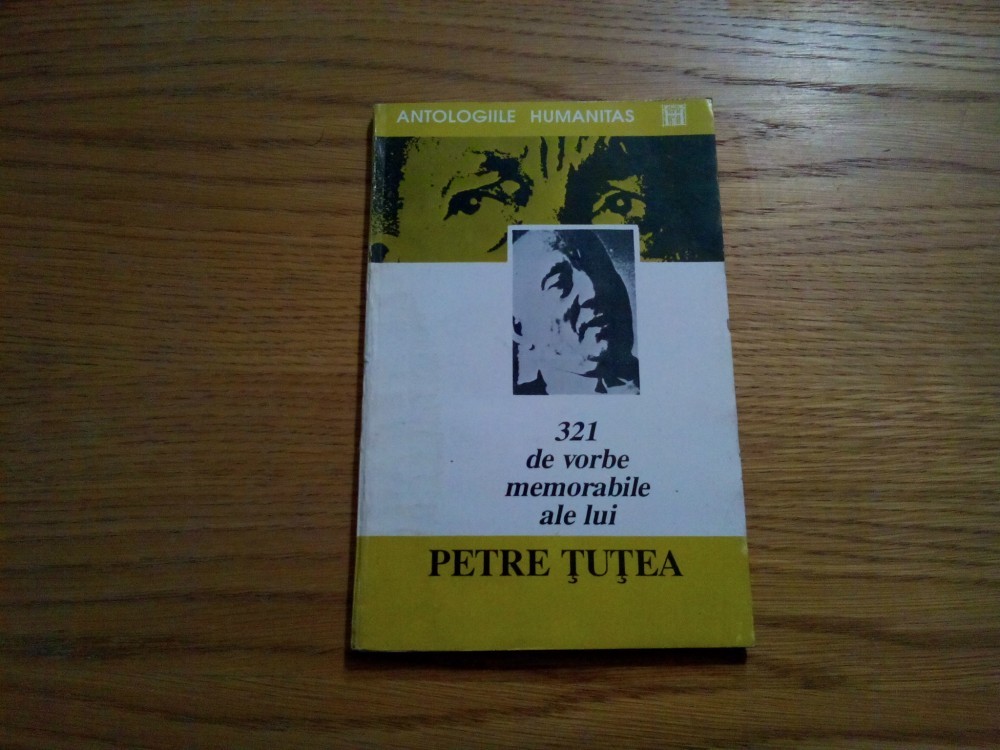 ANTOLOGIILE HUMANITAS
321
de vorbe
memorabile
ale lui
PETRE ŢUŢEA